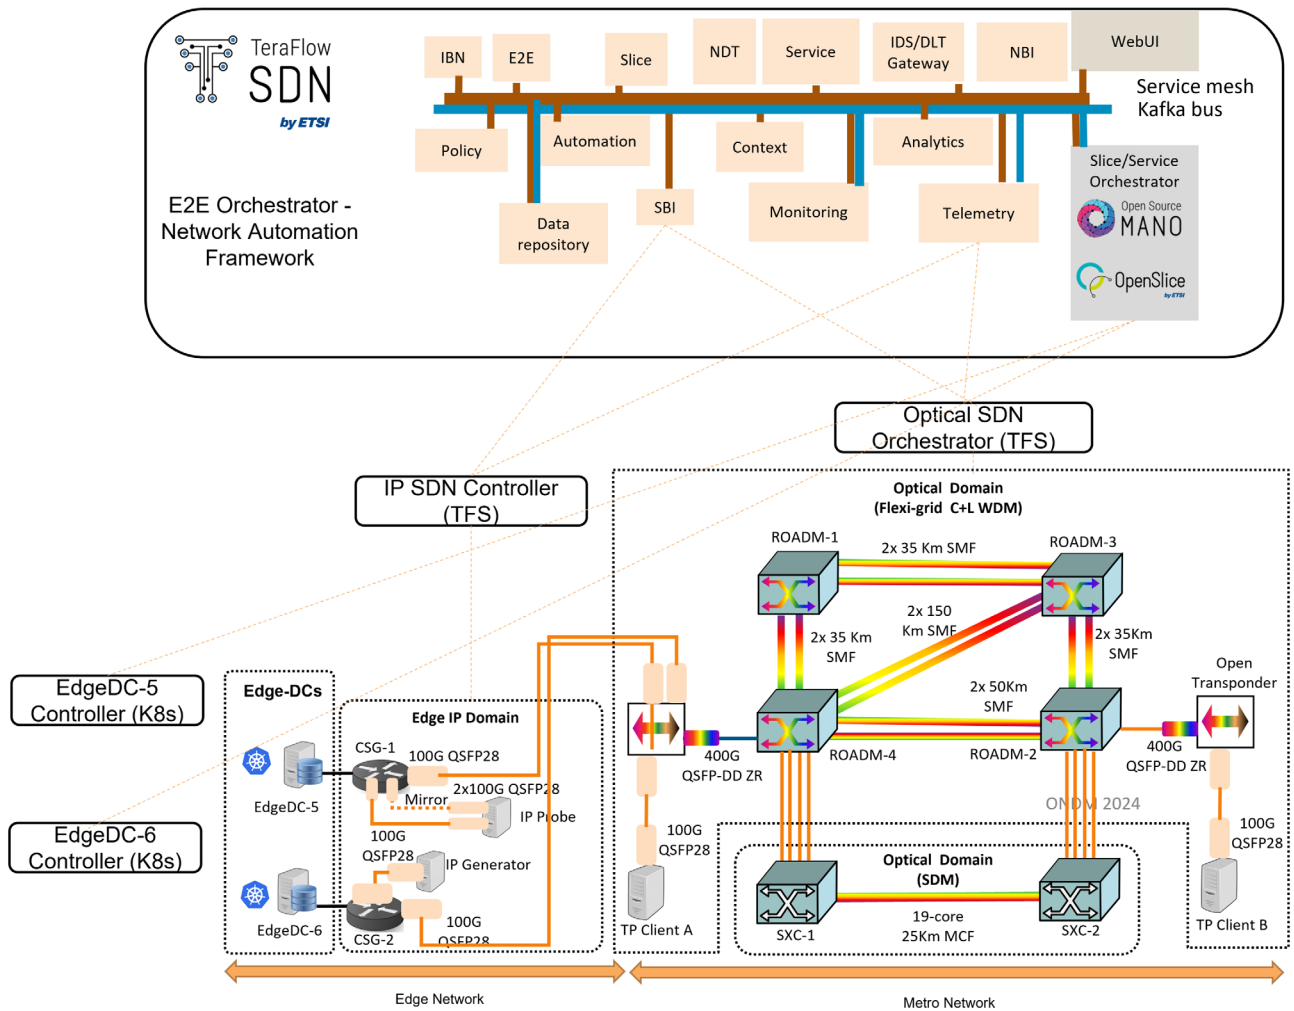 TeraFlow
SDN
by ETSI
E2E Orchestrator -
Network Automation
Framework
IBN
E2E
Slice
NDT
Service
IDS/DLT
Gateway
NBI
WebUI
Service mesh
Kafka bus
Policy
Automation
Context
Analytics
SBI
Data
repository
Monitoring
Telemetry
Slice/Service
Orchestrator
Open Source
MANO
OpenSlice
by ETSI
Optical SDN
Orchestrator (TFS)
IP SDN Controller
(TFS)
EdgeDC-5
Controller (K8s)
EdgeDC-6
Controller (K8s)
Optical Domain
(Flexi-grid C+L WDM)
ROADM-1
2x 35 Km SMF
ROADM-3
2x 150
Km SMF
2x 35 Km
SMF
2x 35Km
SMF
2x 50Km
SMF
ROADM-4
ROADM-2
Open
Transponder
400G
QSFP-DD ZR
400G
QSFP-DD ZR
ONDM 2024
100G
QSFP28
100G
QSFP28
TP Client A
TP Client B
Optical Domain
(SDM)
19-core
25Km MCF
SXC-1
SXC-2
Edge-DCs
Edge IP Domain
CSG-1
100G QSFP28
2x100G QSFP28
Mirror
IP Probe
EdgeDC-5
100G
QSFP28
IP Generator
EdgeDC-6
CSG-2
100G
QSFP28
Edge Network
Metro Network